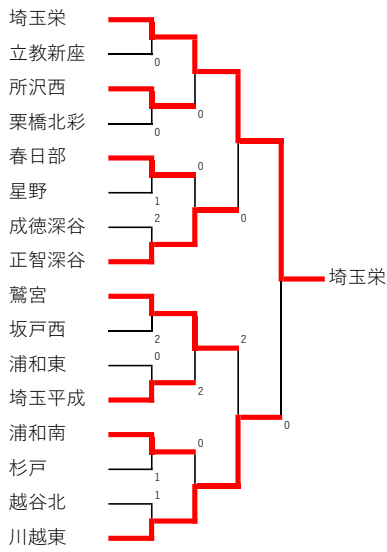 埼玉栄
立教新座
0
所沢西
0
栗橋北彩
0
春日部
0
星野
1
成徳深谷
2
0
正智深谷
鷲宮
埼玉栄
坂戸西
2
2
浦和東
0
埼玉平成
2
浦和南
0
0
杉戸
1
越谷北
1
川越東